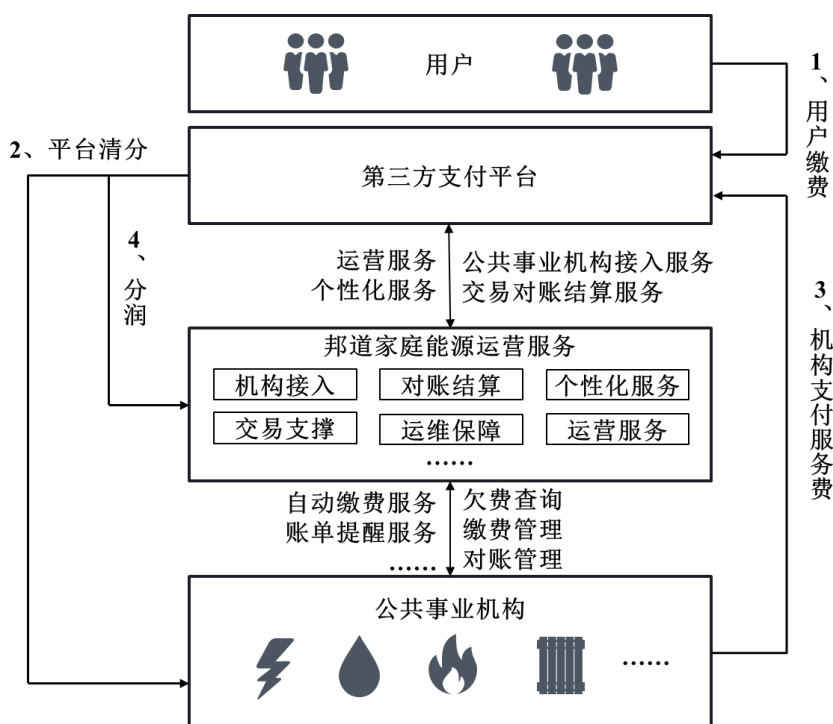 用户
1、用户缴费
2、平台清分
第三方支付平台
4、分润
运营服务
个性化服务
公共事业机构接入服务
交易对账结算服务
3、机构支付服务费
邦道家庭能源运营服务
机构接入
对账结算
个性化服务
交易支撑
运维保障
运营服务
……
自动缴费服务
账单提醒服务
……
欠费查询
缴费管理
对账管理
公共事业机构
……